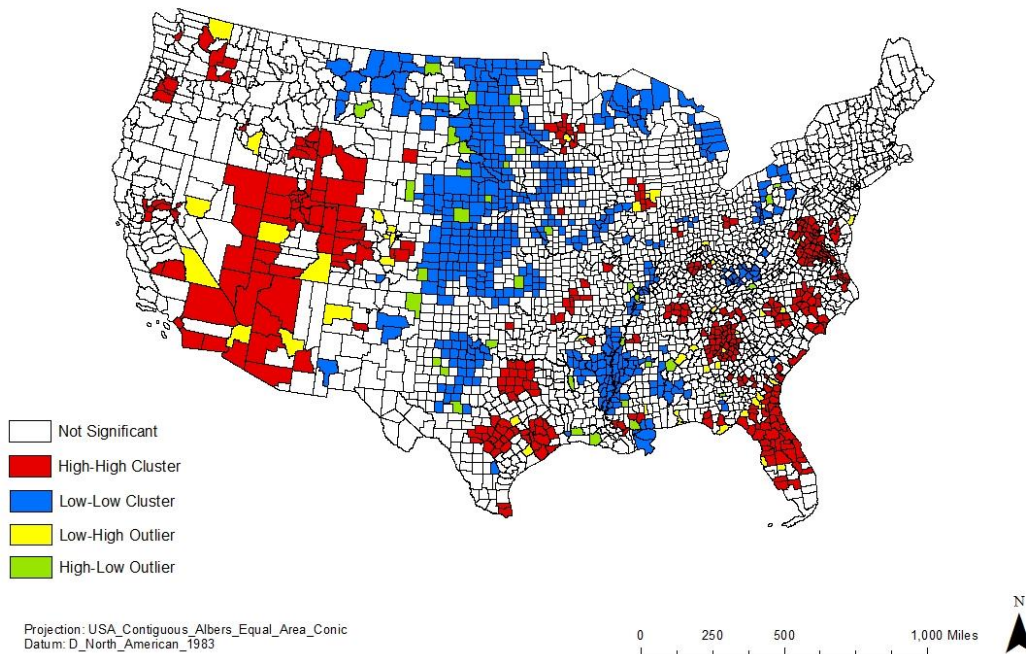 Not Significant
High-High Cluster
Low-Low Cluster
Low-High Outlier
High-Low Outlier
Projection: USA_Contiguous_Albers_Equal_Area_Conic
Datum: D_North_American_1983
0 250 500 1,000 Miles
N